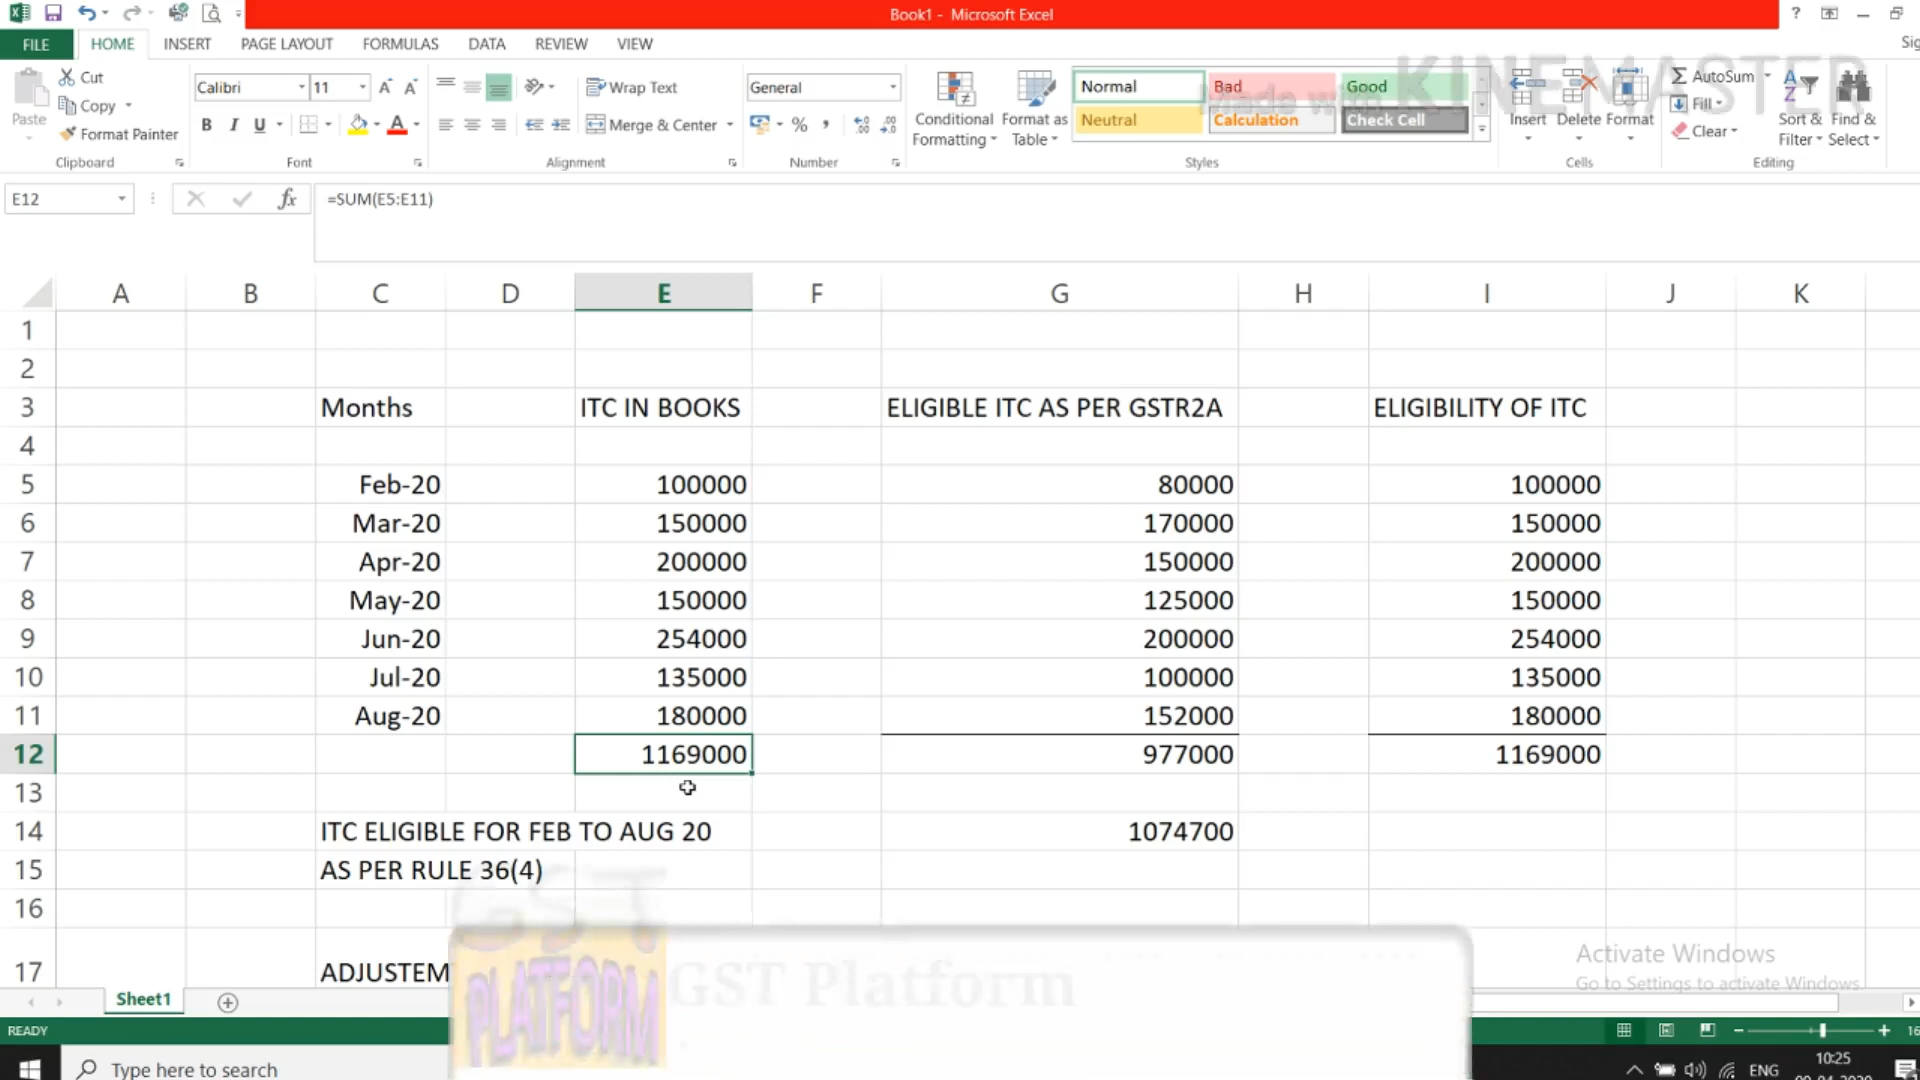 Book1 - Microsoft Excel
FILE HOME INSERT PAGE LAYOUT FORMULAS DATA REVIEW VIEW
Cut
Copy
Format Painter
Paste
Clipboard
Calibri 11
B I U
Font
Wrap Text
Merge & Center
Alignment
General
Number
Conditional Formatting
Format as Table
Normal Bad Good
Neutral Calculation Check Cell
Styles
Insert Delete Format
Cells
AutoSum
Fill
Clear
Sort & Filter
Find & Select
Editing
Made with KINEMASTER
E12 =SUM(E5:E11)
A B C D E F G H I J K
1
2
3 Months ITC IN BOOKS ELIGIBLE ITC AS PER GSTR2A ELIGIBILITY OF ITC
4
5 Feb-20 100000 80000 100000
6 Mar-20 150000 170000 150000
7 Apr-20 200000 150000 200000
8 May-20 150000 125000 150000
9 Jun-20 254000 200000 254000
10 Jul-20 135000 100000 135000
11 Aug-20 180000 152000 180000
12 1169000 977000 1169000
13
14 ITC ELIGIBLE FOR FEB TO AUG 20 1074700
15 AS PER RULE 36(4)
16
17 ADJUSTEM
GST
PLATFORM
GST Platform
Activate Windows
Go to Settings to activate Windows.
Sheet1
READY
Type here to search
ENG
10:25